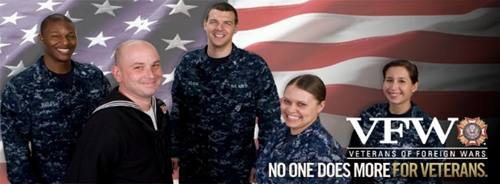 VFW
VETERANS OF FOREIGN WARS
NO ONE DOES MORE FOR VETERANS.